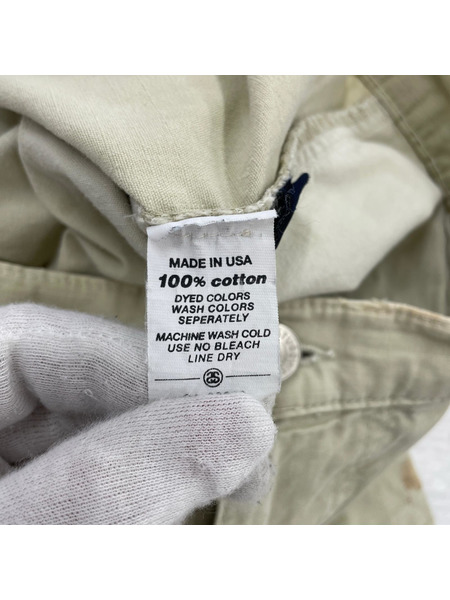 MADE IN USA
100% cotton
DYED COLORS
WASH COLORS
SEPERATELY
MACHINE WASH COLD
USE NO BLEACH
LINE DRY